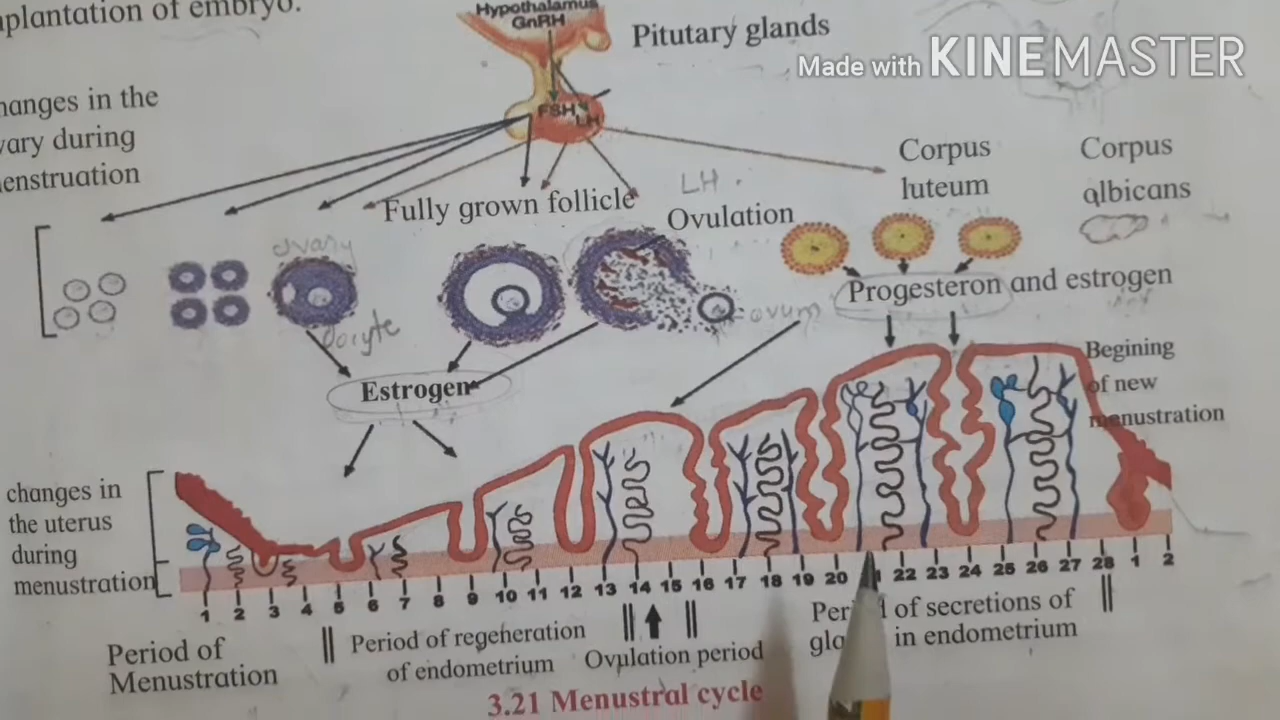 plantation of embryo.
Hypothalamus
GnRH
Pitutary glands
Made with KINEMASTER
hanges in the
vary during
enstruation
FSH
LH
Corpus
luteum
Corpus
albicans
Fully grown follicle
LH
Ovulation
ovary
oocyte
ovum
Progesteron and estrogen
Estrogen
Begining
of new
menustration
changes in
the uterus
during
menustration
1 2 3 4 5 6 7 8 9 10 11 12 13 14 15 16 17 18 19 20 22 23 24 25 26 27 28 1 2
Period of
Menustration
Period of regeheration
of endometrium
Ovulation period
of secretions of
in endometrium
3.21 Menustral cycle